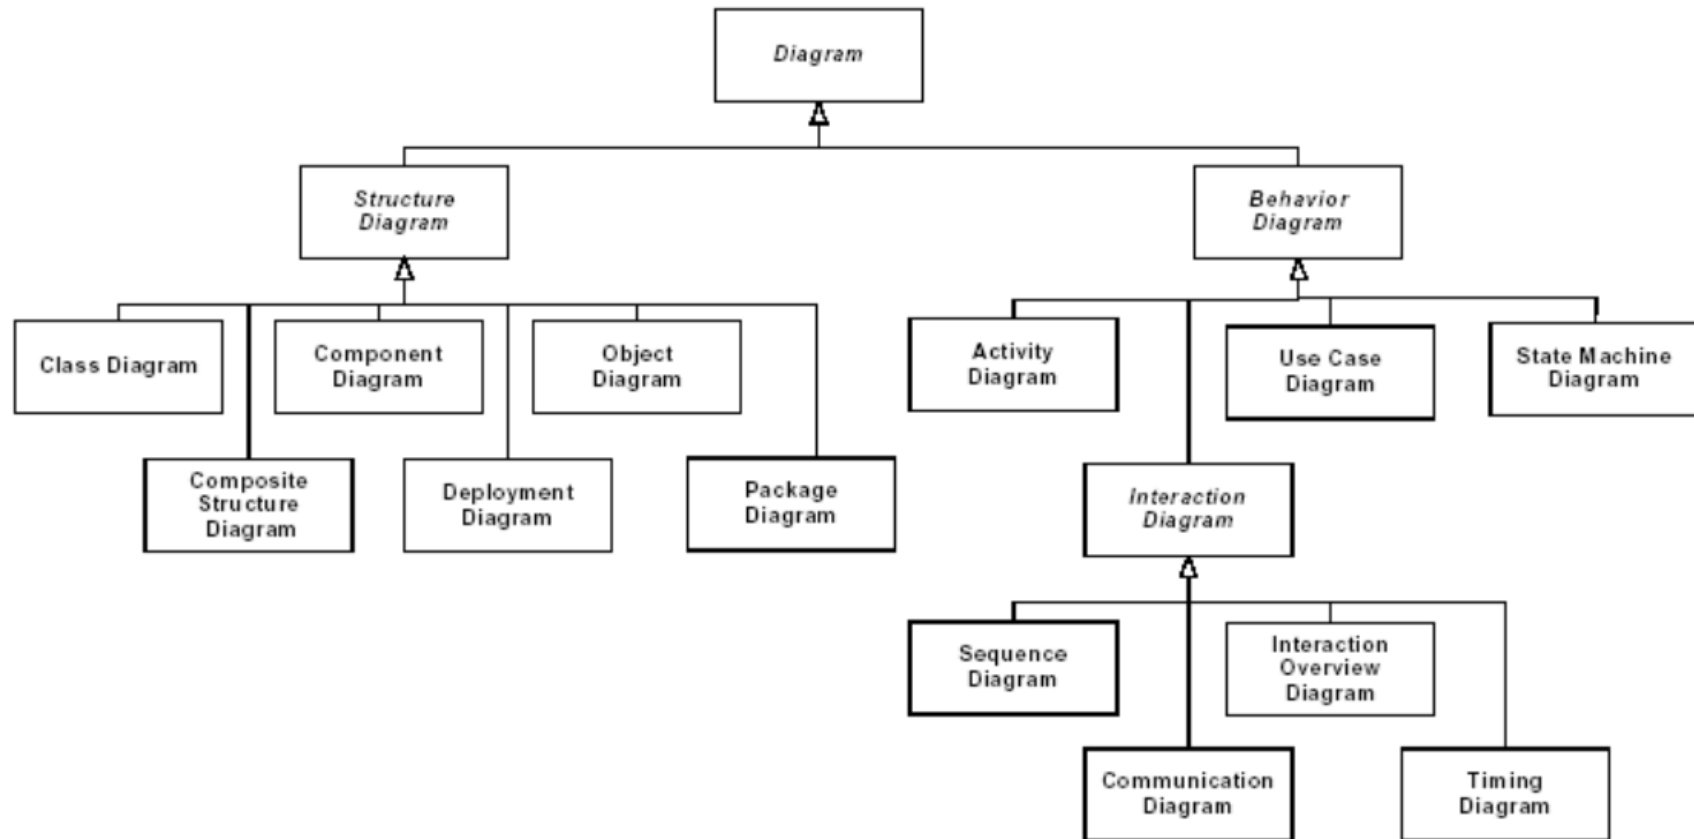 Diagram
Structure
Diagram
Behavior
Diagram
Class Diagram
Component
Diagram
Object
Diagram
Activity
Diagram
Use Case
Diagram
State Machine
Diagram
Composite
Structure
Diagram
Deployment
Diagram
Package
Diagram
Interaction
Diagram
Sequence
Diagram
Interaction
Overview
Diagram
Communication
Diagram
Timing
Diagram